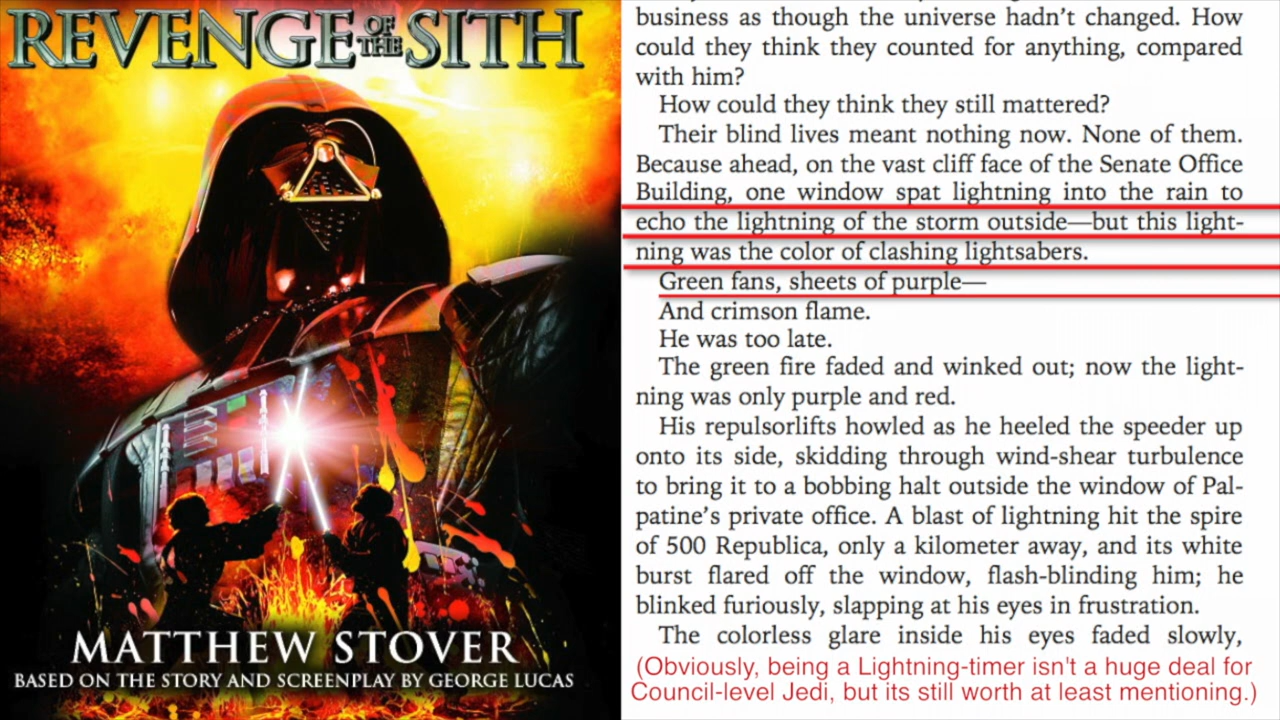 REVENGE OF THE SITH
MATTHEW STOVER
BASED ON THE STORY AND SCREENPLAY BY GEORGE LUCAS
business as though the universe hadn't changed. How
could they think they counted for anything, compared
with him?
How could they think they still mattered?
Their blind lives meant nothing now. None of them.
Because ahead, on the vast cliff face of the Senate Office
Building, one window spat lightning into the rain to
echo the lightning of the storm outside—but this light-
ning was the color of clashing lightsabers.
Green fans, sheets of purple—
And crimson flame.
He was too late.
The green fire faded and winked out; now the light-
ning was only purple and red.
His repulsorlifts howled as he heeled the speeder up
onto its side, skidding through wind-shear turbulence
to bring it to a bobbing halt outside the window of Pal-
patine's private office. A blast of lightning hit the spire
of 500 Republica, only a kilometer away, and its white
burst flared off the window, flash-blinding him; he
blinked furiously, slapping at his eyes in frustration.
The colorless glare inside his eyes faded slowly,
(Obviously, being a Lightning-timer isn't a huge deal for
Council-level Jedi, but its still worth at least mentioning.)